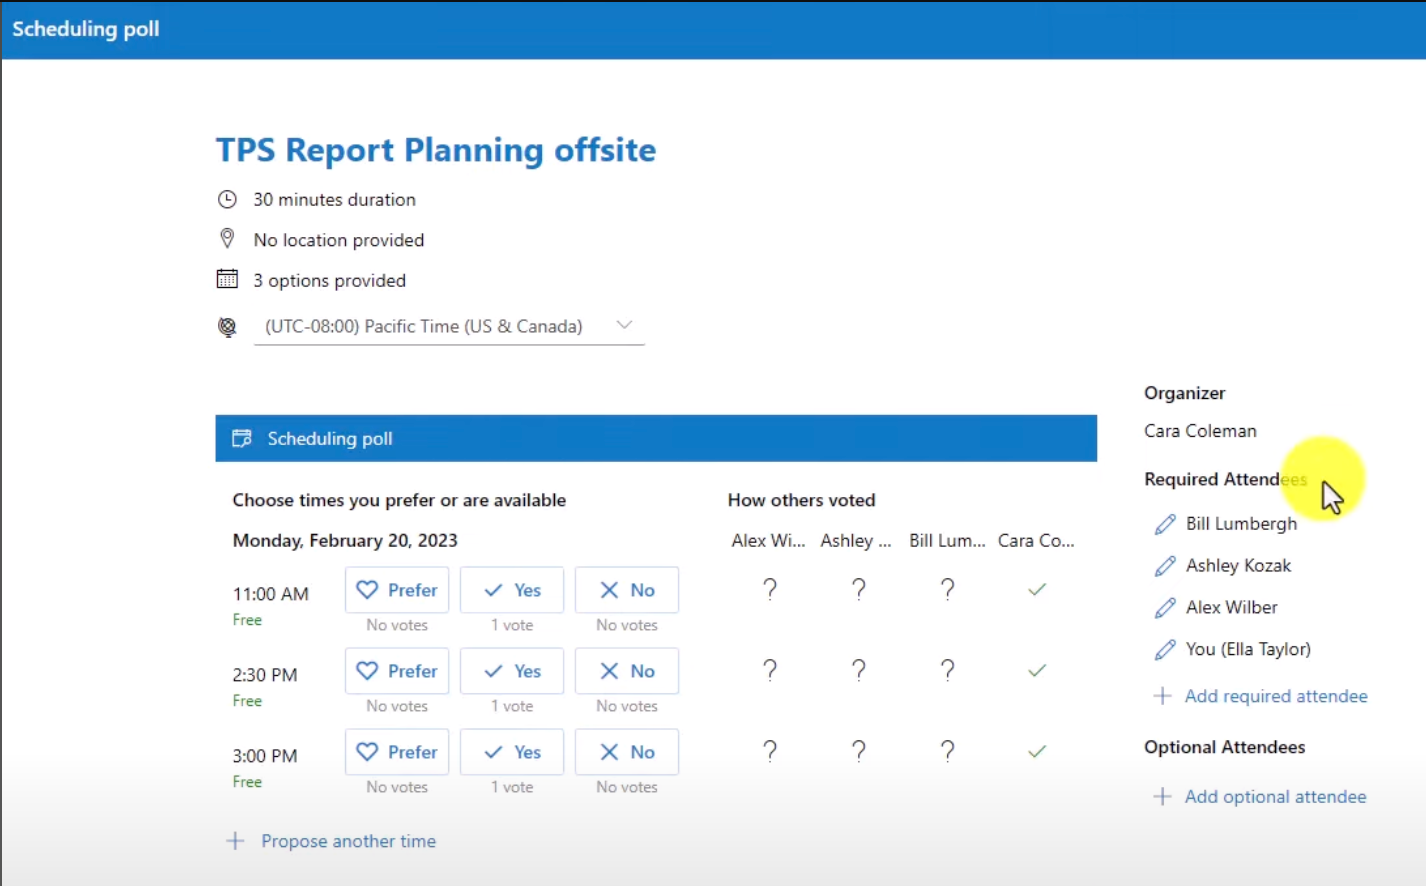 Scheduling poll
TPS Report Planning offsite
30 minutes duration
No location provided
3 options provided
(UTC-08:00) Pacific Time (US & Canada)
Scheduling poll
Choose times you prefer or are available
Monday, February 20, 2023
11:00 AM
Free
Prefer
No votes
Yes
1 vote
No
No votes
2:30 PM
Free
Prefer
No votes
Yes
1 vote
No
No votes
3:00 PM
Free
Prefer
No votes
Yes
1 vote
No
No votes
Propose another time
How others voted
Alex Wi... Ashley ... Bill Lum... Cara Co...
? ? ?
? ? ?
? ? ?
Organizer
Cara Coleman
Required Attendees
Bill Lumbergh
Ashley Kozak
Alex Wilber
You (Ella Taylor)
Add required attendee
Optional Attendees
Add optional attendee